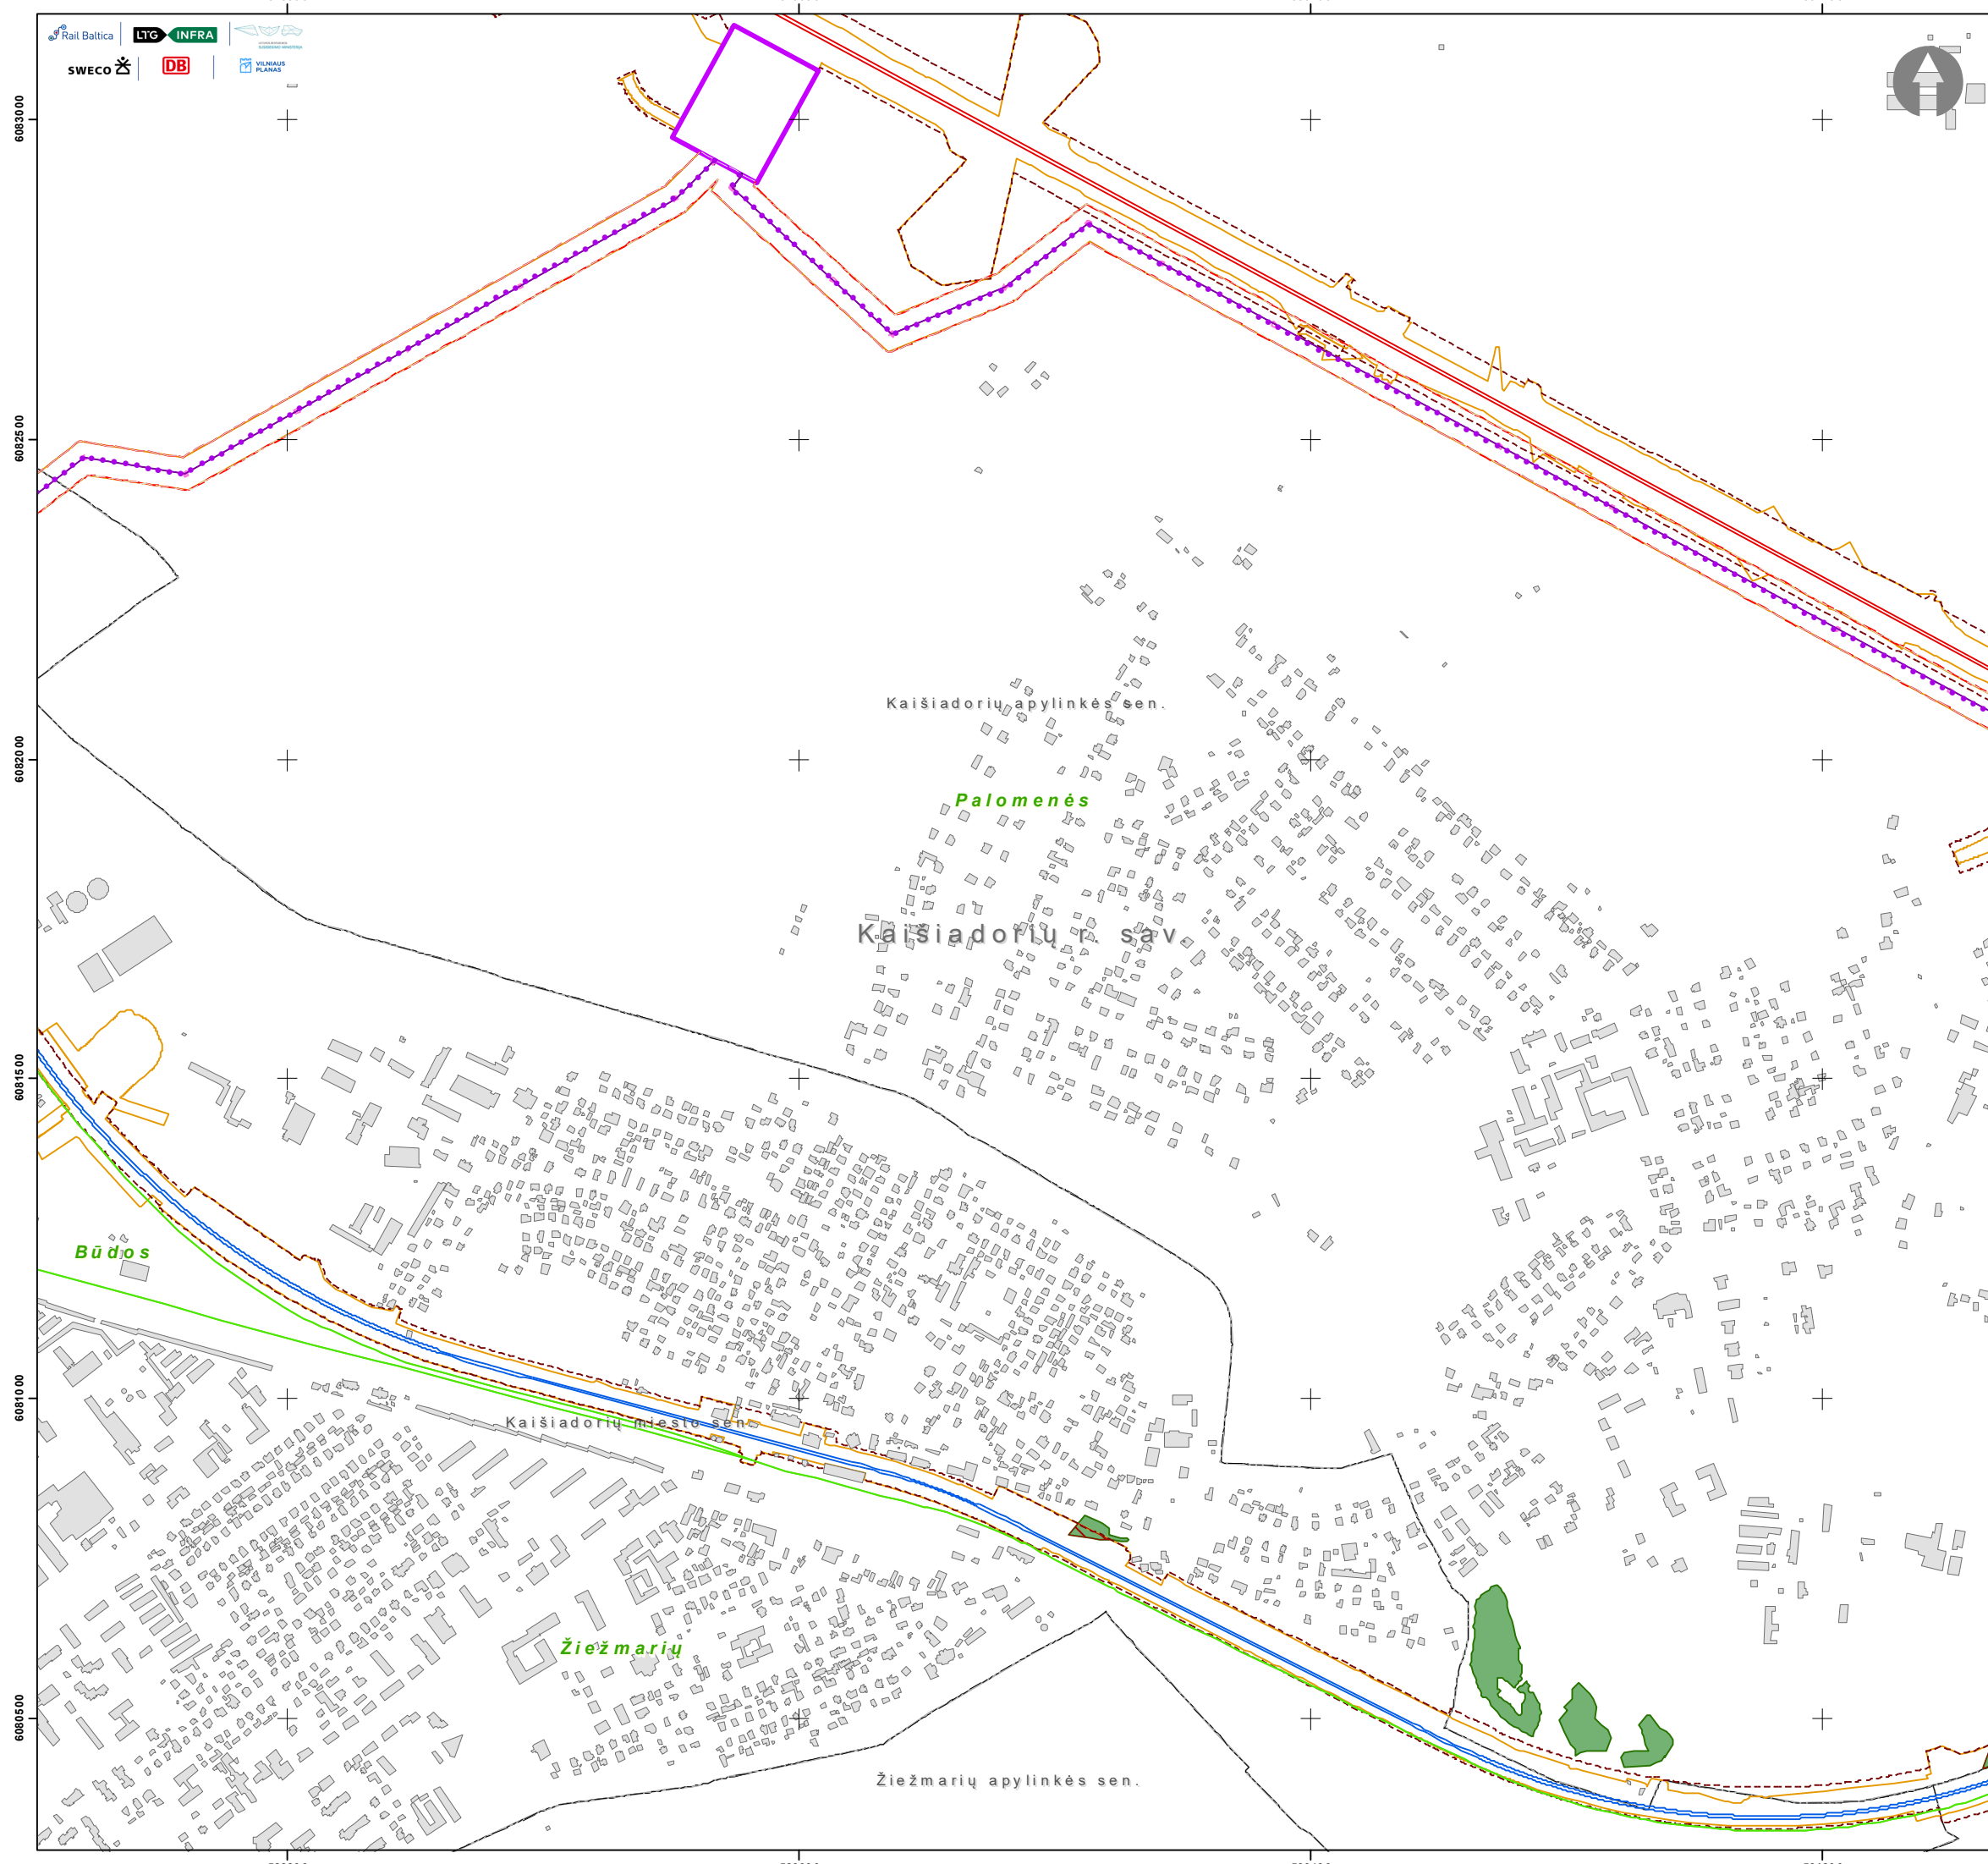 Rail Baltica
LTG INFRA
SWECO
DB
VILNIAUS
PLANAS
6083000
6082500
6082000
6081500
6081000
6080500
Kaišiadorių apylinkės sen.
Palomenės
Kaišiadorių r. sav.
Būdos
Kaišiadorių miesto sen.
Žiežmarių
Žiežmarių apylinkės sen.